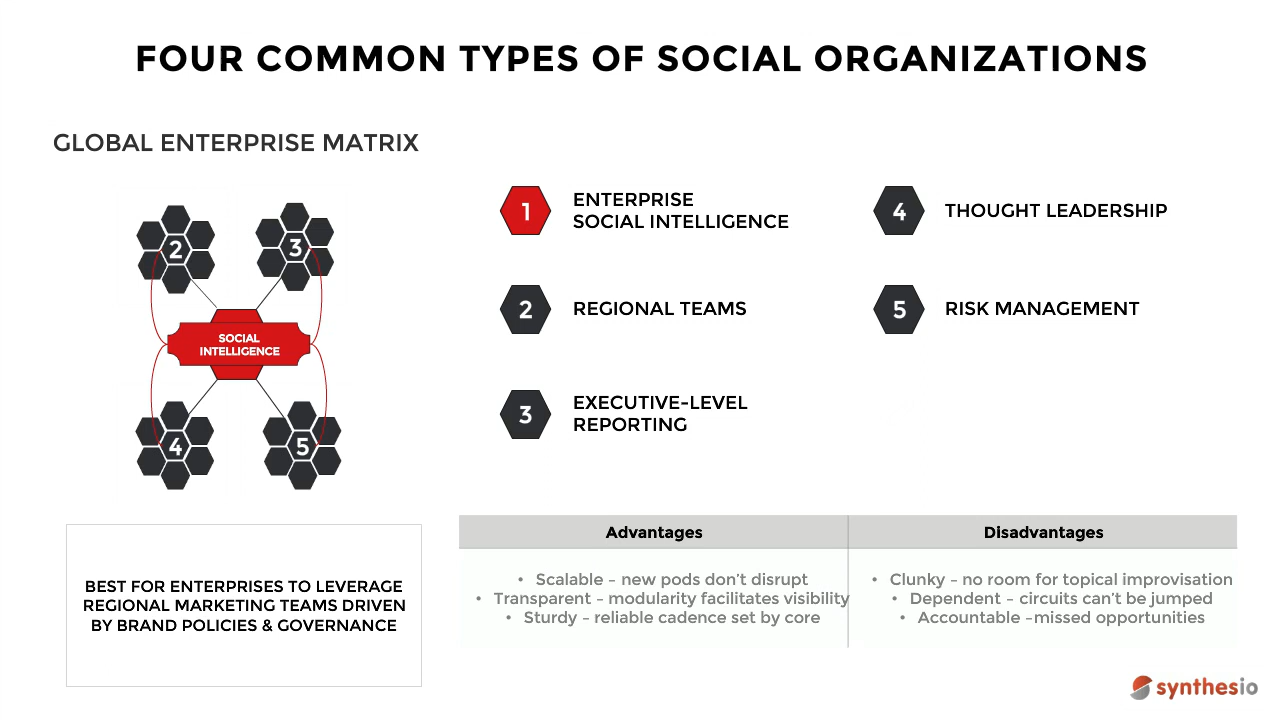 FOUR COMMON TYPES OF SOCIAL ORGANIZATIONS
GLOBAL ENTERPRISE MATRIX
2
3
SOCIAL
INTELLIGENCE
4
5
1
ENTERPRISE
SOCIAL INTELLIGENCE
2
REGIONAL TEAMS
3
EXECUTIVE-LEVEL
REPORTING
4
THOUGHT LEADERSHIP
5
RISK MANAGEMENT
BEST FOR ENTERPRISES TO LEVERAGE
REGIONAL MARKETING TEAMS DRIVEN
BY BRAND POLICIES & GOVERNANCE
Advantages
• Scalable – new pods don't disrupt
• Transparent – modularity facilitates visibility
• Sturdy – reliable cadence set by core
Disadvantages
• Clunky – no room for topical improvisation
• Dependent – circuits can't be jumped
• Accountable –missed opportunities
synthesio